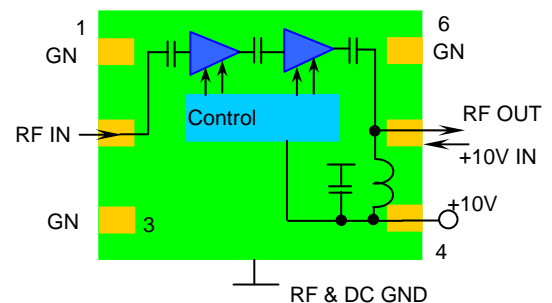 1
6
GN
GN
RF IN
Control
RF OUT
+10V IN
+10V
GN
3
4
RF & DC GND